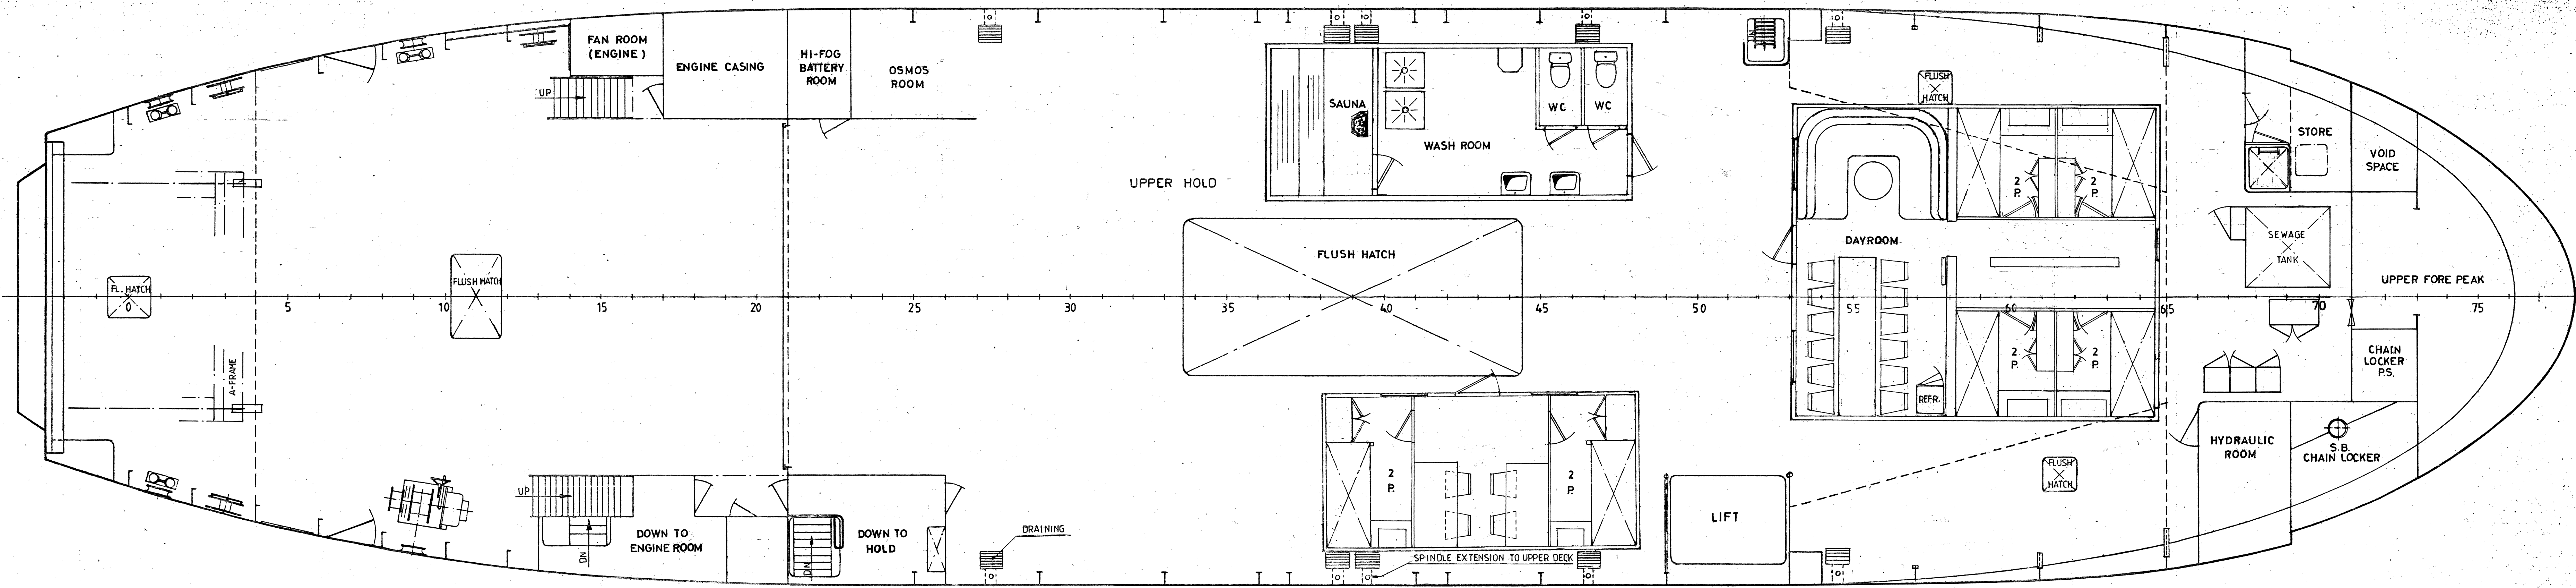 FAN ROOM
(ENGINE)
ENGINE CASING
HI-FOG
BATTERY
ROOM
OSMOS
ROOM
UP
SAUNA
WASH ROOM
WC
WC
DN
FLUSH
HATCH
STORE
VOID
SPACE
UPPER HOLD
2
P.
2
P.
DAYROOM
SEWAGE
TANK
FLUSH HATCH
FL. HATCH
FLUSH HATCH
UPPER FORE PEAK
0
5
10
15
20
25
30
35
40
45
50
55
60
65
70
75
A-FRAME
2
P.
2
P.
REFR.
CHAIN
LOCKER
P.S.
HYDRAULIC
ROOM
S.B.
CHAIN LOCKER
2
P.
2
P.
FLUSH
HATCH
UP
DN
DOWN TO
ENGINE ROOM
DN
DOWN TO
HOLD
DRAINING
LIFT
SPINDLE EXTENSION TO UPPER DECK